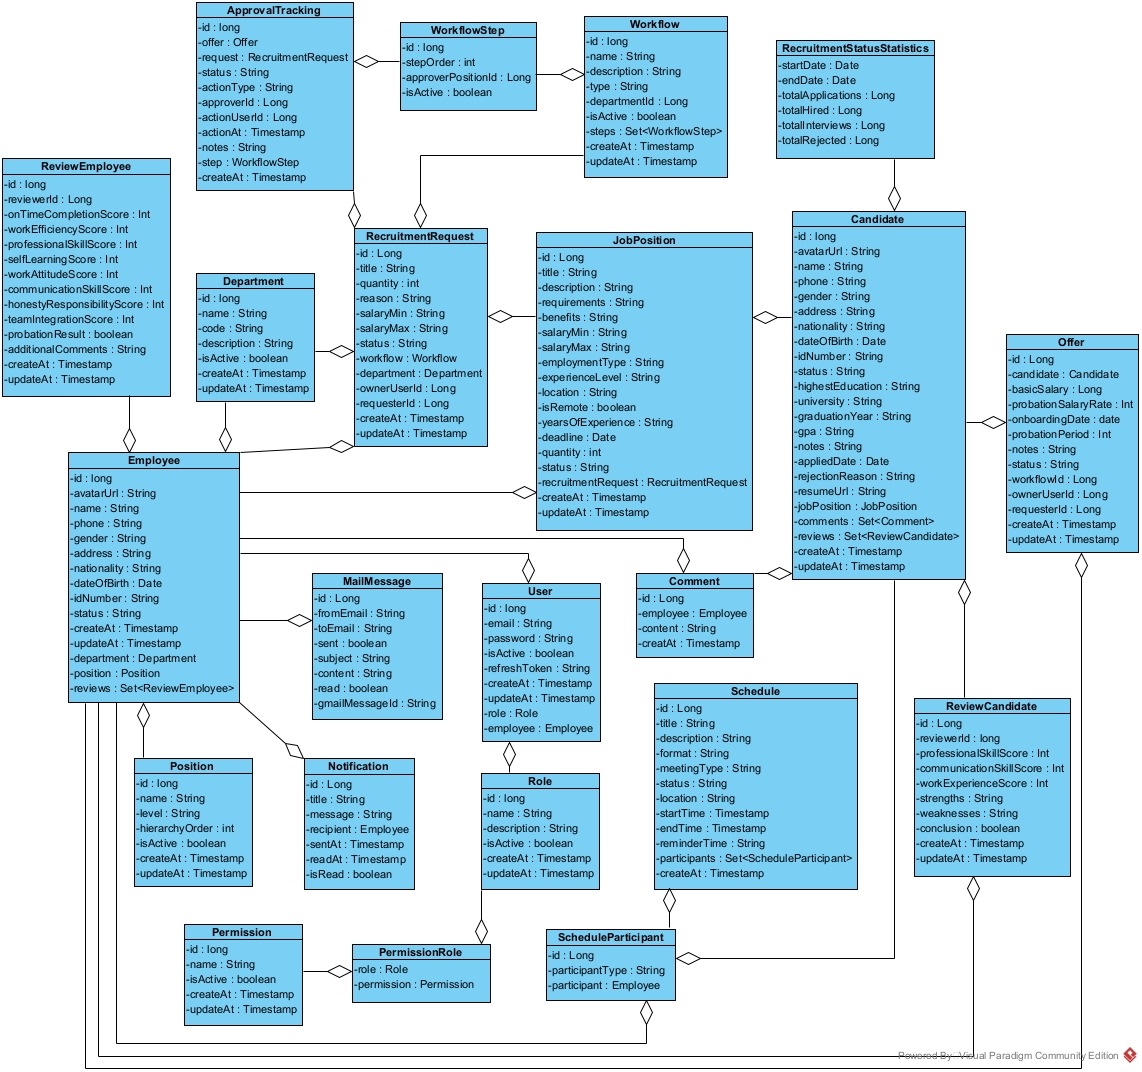 ApprovalTracking
-id : long
-offer : Offer
-request : RecruitmentRequest
-status : String
-actionType : String
-approverId : Long
-actionUserId : Long
-actionAt : Timestamp
-notes : String
-step : WorkflowStep
-createAt : Timestamp
WorkflowStep
-id : long
-stepOrder : int
-approverPositionId : Long
-isActive : boolean
Workflow
-id : long
-name : String
-description : String
-type : String
-departmentId : Long
-isActive : boolean
-steps : Set<WorkflowStep>
-createAt : Timestamp
-updateAt : Timestamp
RecruitmentStatusStatistics
-startDate : Date
-endDate : Date
-totalApplications : Long
-totalHired : Long
-totalInterviews : Long
-totalRejected : Long
ReviewEmployee
-id : long
-reviewerId : Long
-onTimeCompletionScore : Int
-workEfficiencyScore : Int
-professionalSkillScore : Int
-selfLearningScore : Int
-workAttitudeScore : Int
-communicationSkillScore : Int
-honestyResponsibilityScore : Int
-teamIntegrationScore : Int
-probationResult : boolean
-additionalComments : String
-createAt : Timestamp
-updateAt : Timestamp
Department
-id : long
-name : String
-code : String
-description : String
-isActive : boolean
-createAt : Timestamp
-updateAt : Timestamp
RecruitmentRequest
-id : Long
-title : String
-quantity : int
-reason : String
-salaryMin : String
-salaryMax : String
-status : String
-workflow : Workflow
-department : Department
-ownerUserId : Long
-requesterId : Long
-createAt : Timestamp
-updateAt : Timestamp
JobPosition
-id : Long
-title : String
-description : String
-requirements : String
-benefits : String
-salaryMin : String
-salaryMax : String
-employmentType : String
-experienceLevel : String
-location : String
-isRemote : boolean
-yearsOfExperience : String
-deadline : Date
-quantity : int
-status : String
-recruitmentRequest : RecruitmentRequest
-createAt : Timestamp
-updateAt : Timestamp
Candidate
-id : long
-avatarUrl : String
-name : String
-phone : String
-gender : String
-address : String
-nationality : String
-dateOfBirth : Date
-idNumber : String
-status : String
-highestEducation : String
-university : String
-graduationYear : String
-gpa : String
-notes : String
-appliedDate : Date
-rejectionReason : String
-resumeUrl : String
-jobPosition : JobPosition
-comments : Set<Comment>
-reviews : Set<ReviewCandidate>
-createAt : Timestamp
-updateAt : Timestamp
Offer
-id : Long
-candidate : Candidate
-basicSalary : Long
-probationSalaryRate : Int
-onboardingDate : date
-probationPeriod : Int
-notes : String
-status : String
-workflowId : Long
-ownerUserId : Long
-requesterId : Long
-createAt : Timestamp
-updateAt : Timestamp
Employee
-id : long
-avatarUrl : String
-name : String
-phone : String
-gender : String
-address : String
-nationality : String
-dateOfBirth : Date
-idNumber : String
-status : String
-createAt : Timestamp
-updateAt : Timestamp
-department : Department
-position : Position
-reviews : Set<ReviewEmployee>
MailMessage
-id : Long
-fromEmail : String
-toEmail : String
-sent : boolean
-subject : String
-content : String
-read : boolean
-gmailMessageId : String
User
-id : long
-email : String
-password : String
-isActive : boolean
-refreshToken : String
-createAt : Timestamp
-updateAt : Timestamp
-role : Role
-employee : Employee
Comment
-id : Long
-employee : Employee
-content : String
-creatAt : Timestamp
Schedule
-id : Long
-title : String
-description : String
-format : String
-meetingType : String
-status : String
-location : String
-startTime : Timestamp
-endTime : Timestamp
-reminderTime : String
-participants : Set<ScheduleParticipant>
-createAt : Timestamp
ReviewCandidate
-id : Long
-reviewerId : long
-professionalSkillScore : Int
-communicationSkillScore : Int
-workExperienceScore : Int
-strengths : String
-weaknesses : String
-conclusion : boolean
-createAt : Timestamp
-updateAt : Timestamp
Position
-id : long
-name : String
-level : String
-hierarchyOrder : int
-isActive : boolean
-createAt : Timestamp
-updateAt : Timestamp
Notification
-id : Long
-title : String
-message : String
-recipient : Employee
-sentAt : Timestamp
-readAt : Timestamp
-isRead : boolean
Role
-id : long
-name : String
-description : String
-isActive : boolean
-createAt : Timestamp
-updateAt : Timestamp
Permission
-id : long
-name : String
-isActive : boolean
-createAt : Timestamp
-updateAt : Timestamp
PermissionRole
-role : Role
-permission : Permission
ScheduleParticipant
-id : Long
-participantType : String
-participant : Employee
Powered By: Visual Paradigm Community Edition